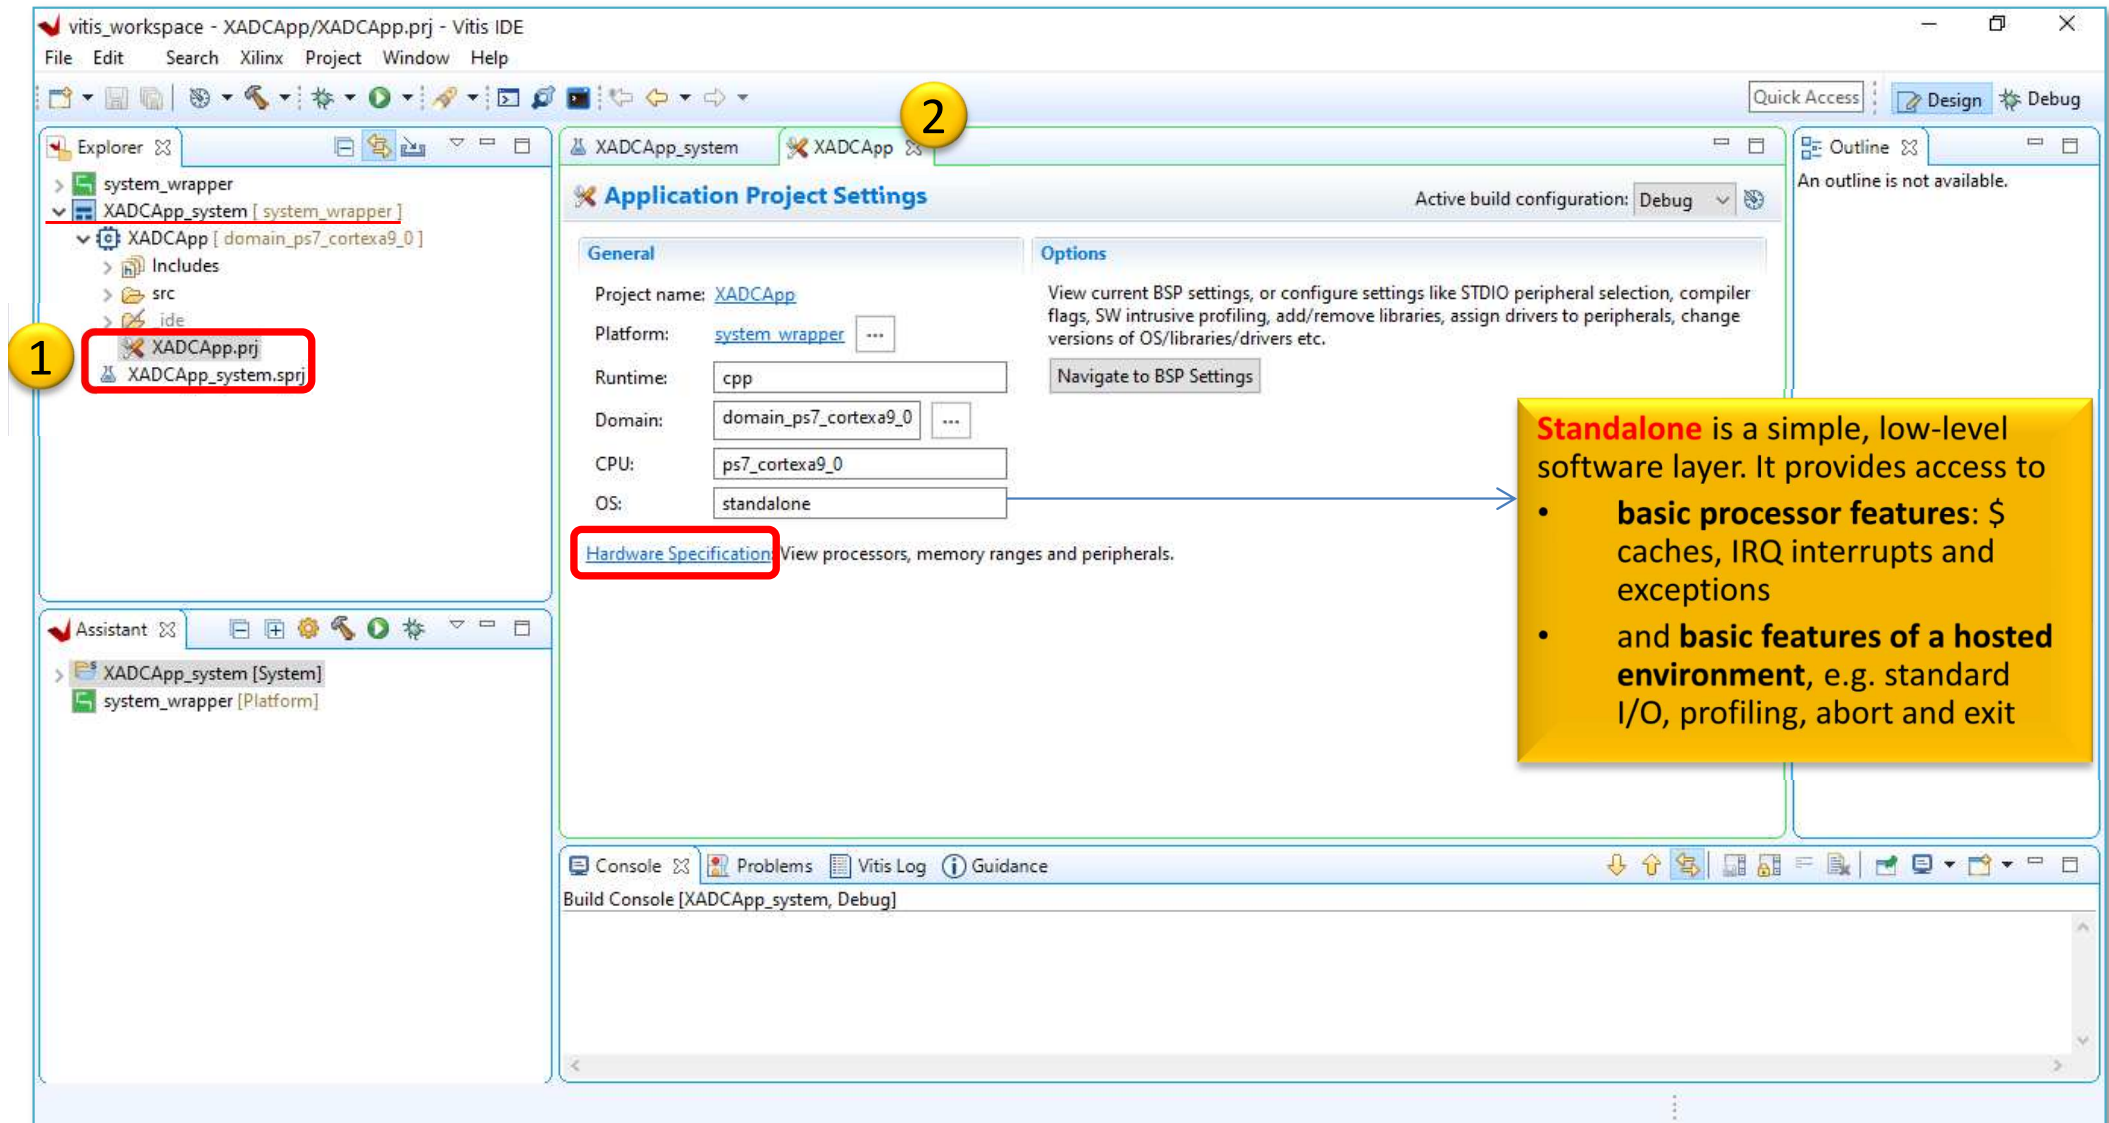 vitis_workspace - XADCApp/XADCApp.prj - Vitis IDE
File Edit Search Xilinx Project Window Help
Quick Access
Design
Debug
2
Explorer
system_wrapper
XADCApp_system [ system_wrapper ]
XADCApp [ domain_ps7_cortexa9_0 ]
Includes
src
_ide
1
XADCApp.prj
XADCApp_system.sprj
XADCApp_system
XADCApp
Application Project Settings
Active build configuration: Debug
General
Project name: XADCApp
Platform: system_wrapper ...
Runtime: cpp
Domain: domain_ps7_cortexa9_0 ...
CPU: ps7_cortexa9_0
OS: standalone
Hardware Specification: View processors, memory ranges and peripherals.
Options
View current BSP settings, or configure settings like STDIO peripheral selection, compiler
flags, SW intrusive profiling, add/remove libraries, assign drivers to peripherals, change
versions of OS/libraries/drivers etc.
Navigate to BSP Settings
Outline
An outline is not available.
Standalone is a simple, low-level
software layer. It provides access to
• basic processor features: $
caches, IRQ interrupts and
exceptions
• and basic features of a hosted
environment, e.g. standard
I/O, profiling, abort and exit
Assistant
XADCApp_system [System]
system_wrapper [Platform]
Console Problems Vitis Log Guidance
Build Console [XADCApp_system, Debug]